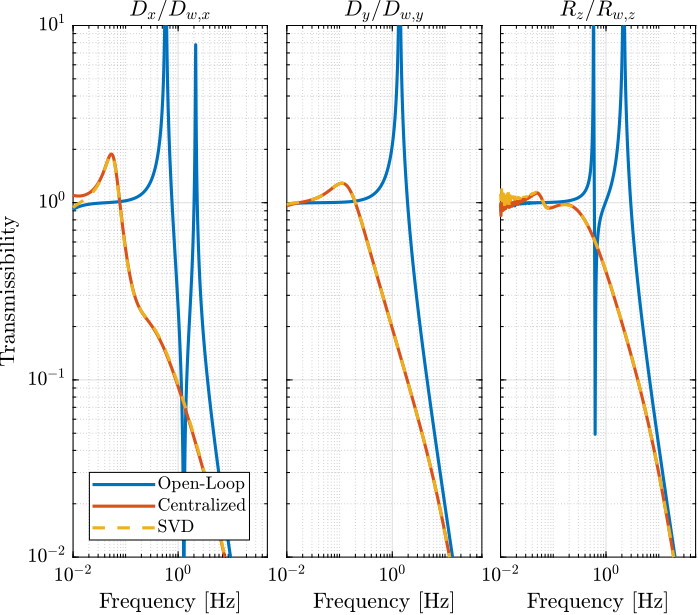 D_x/D_{w,x}
D_y/D_{w,y}
R_z/R_{w,z}
Transmissibility
10^1
10^0
10^{-1}
10^{-2}
Open-Loop
Centralized
SVD
10^{-2} 10^0
10^{-2} 10^0
10^{-2} 10^0
Frequency [Hz]
Frequency [Hz]
Frequency [Hz]